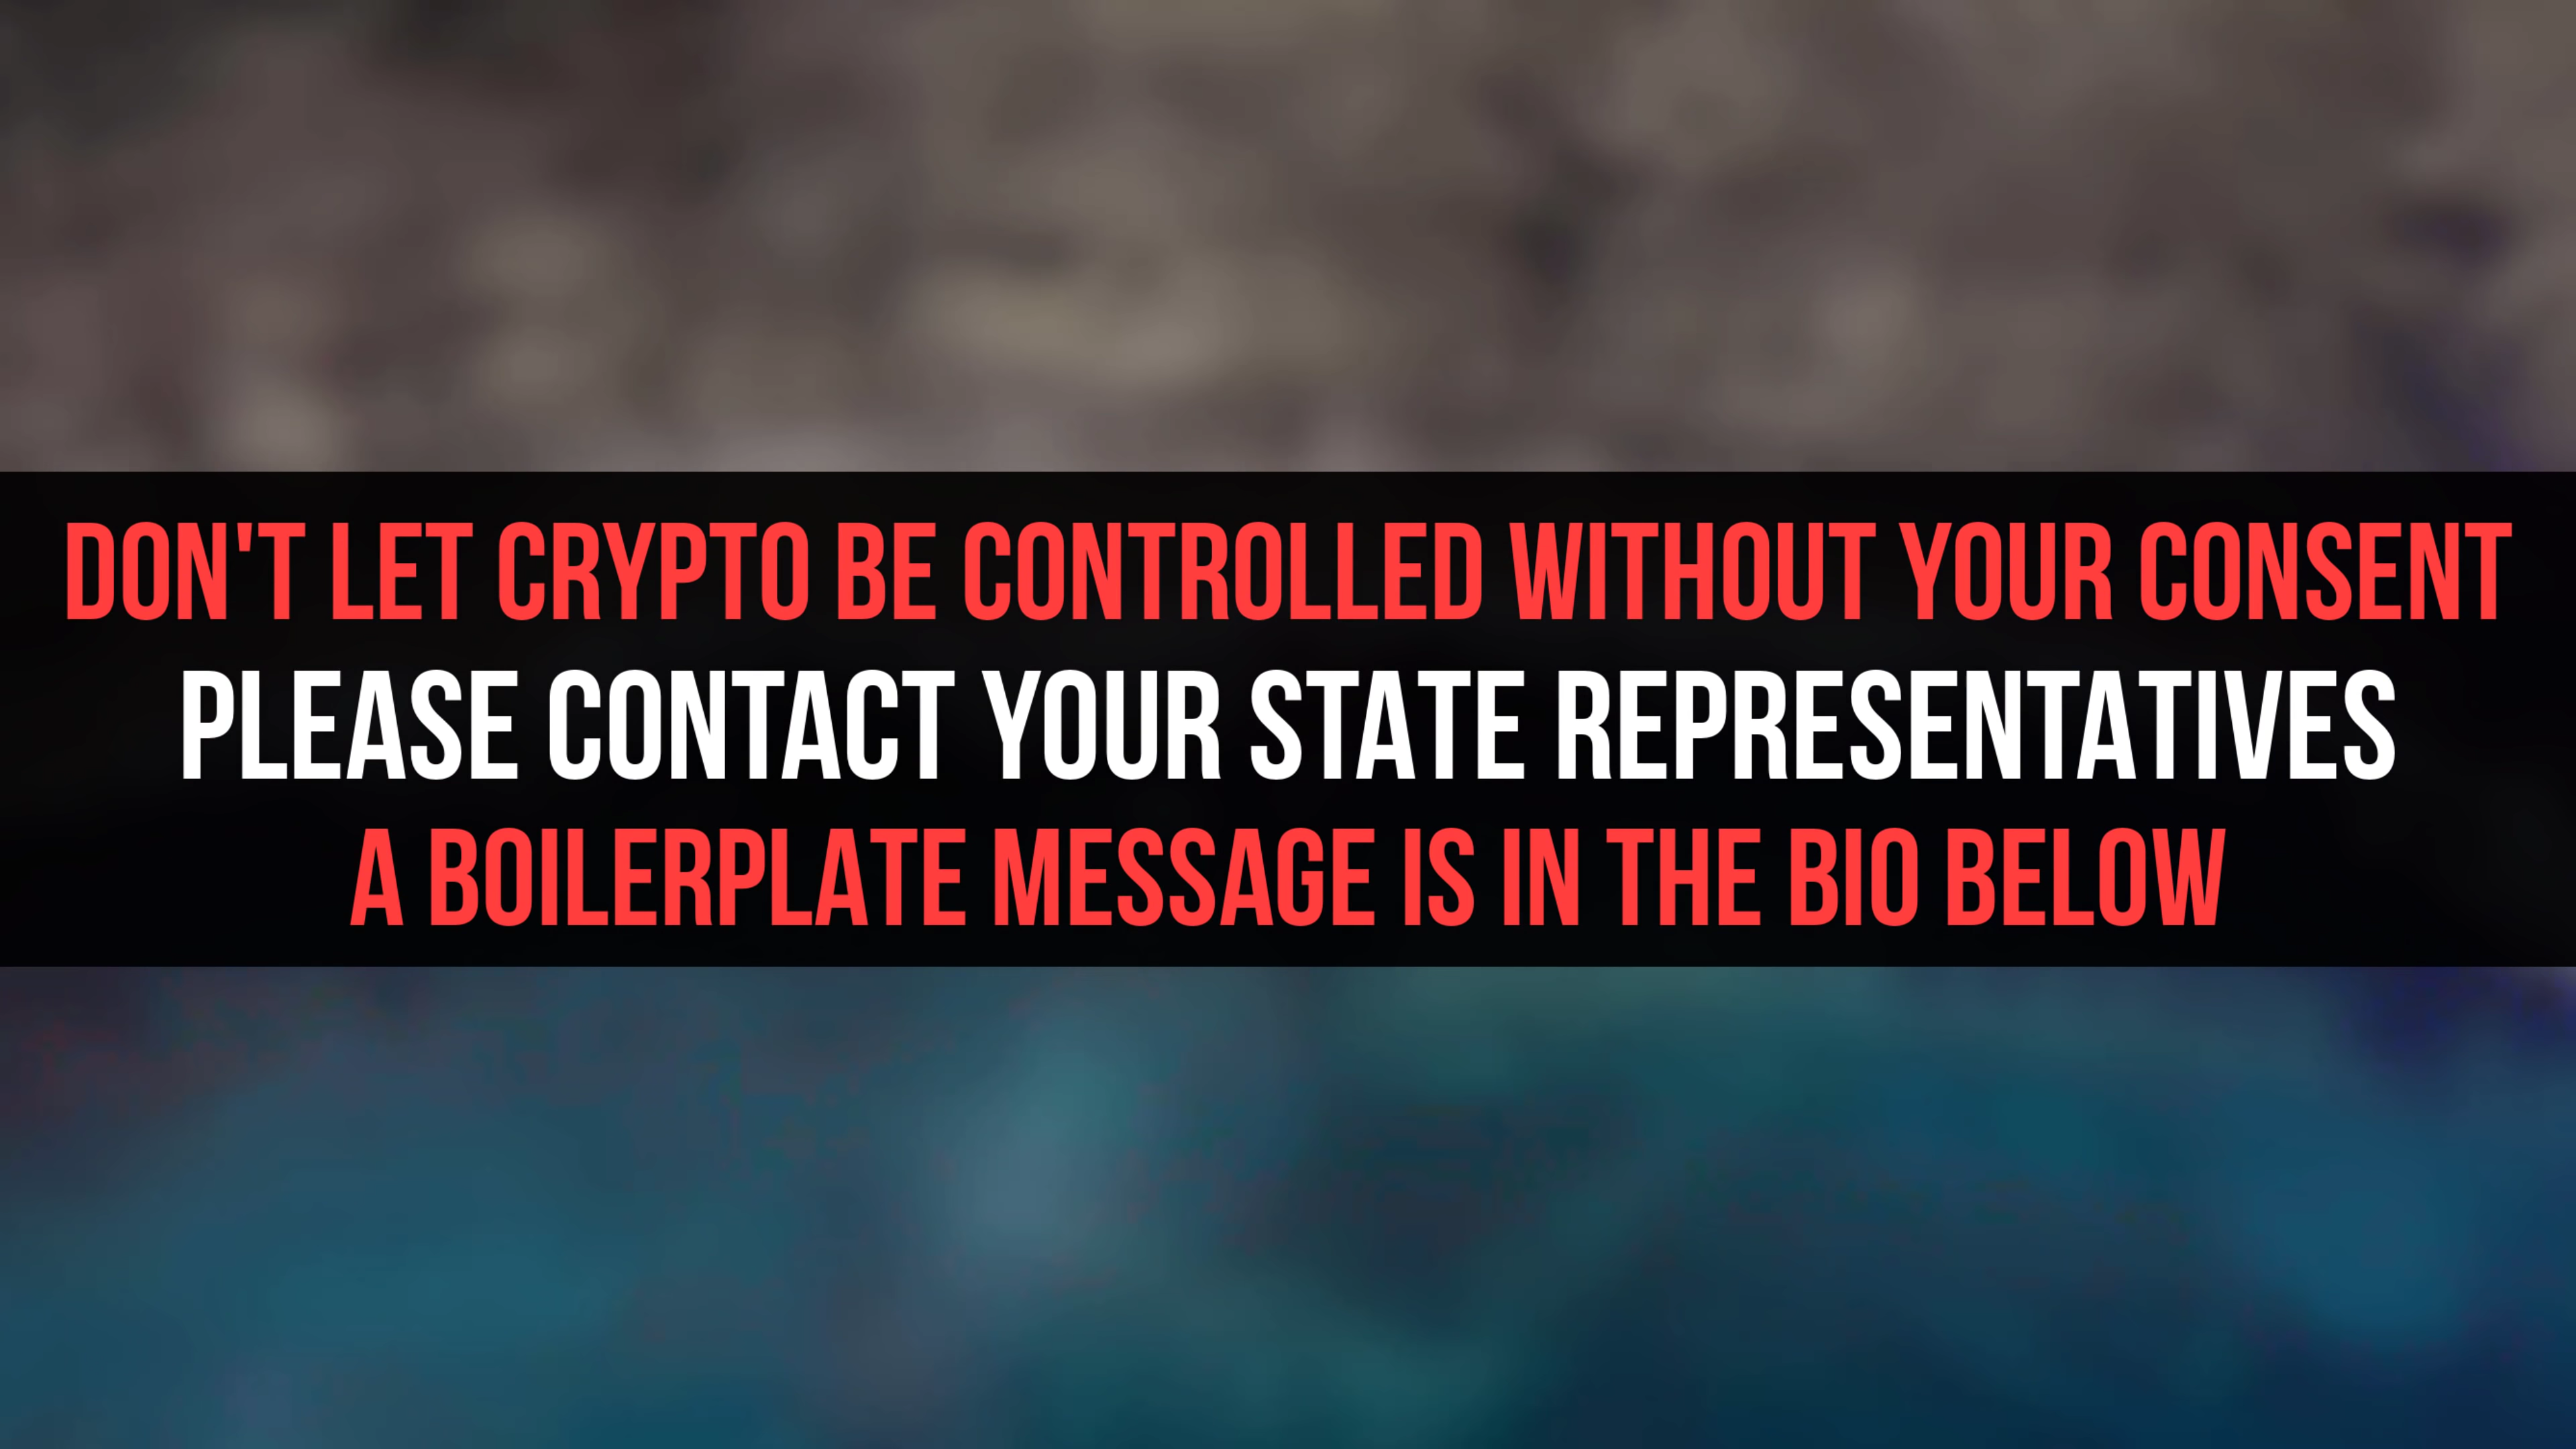 DON'T LET CRYPTO BE CONTROLLED WITHOUT YOUR CONSENT
PLEASE CONTACT YOUR STATE REPRESENTATIVES
A BOILERPLATE MESSAGE IS IN THE BIO BELOW